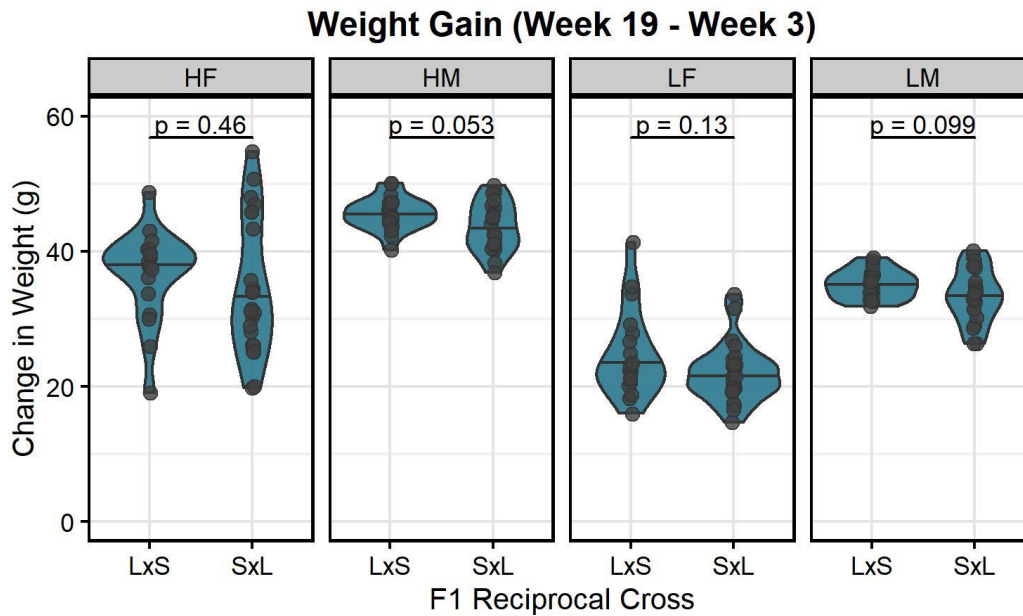 Weight Gain (Week 19 - Week 3)
HF HM LF LM
60
p = 0.46 p = 0.053 p = 0.13 p = 0.099
40
20
0
Change in Weight (g)
LxS SxL LxS SxL LxS SxL LxS SxL
F1 Reciprocal Cross